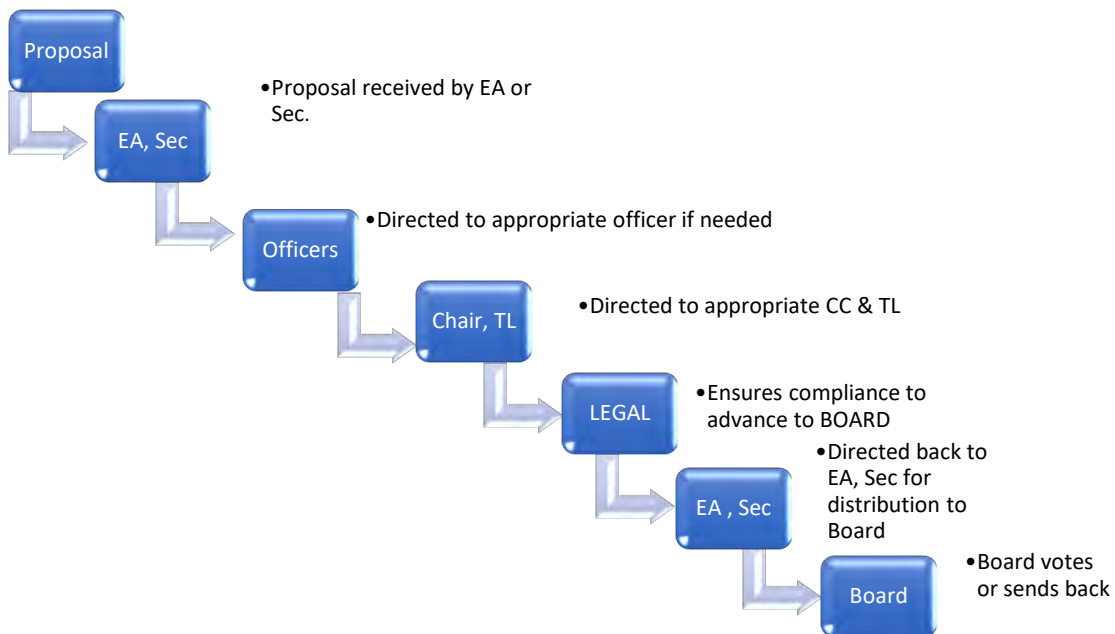 Proposal
•Proposal received by EA or
Sec.
EA, Sec
•Directed to appropriate officer if needed
Officers
•Directed to appropriate CC & TL
Chair, TL
•Ensures compliance to
advance to BOARD
LEGAL
•Directed back to
EA, Sec for
distribution to
Board
EA , Sec
•Board votes
or sends back
Board